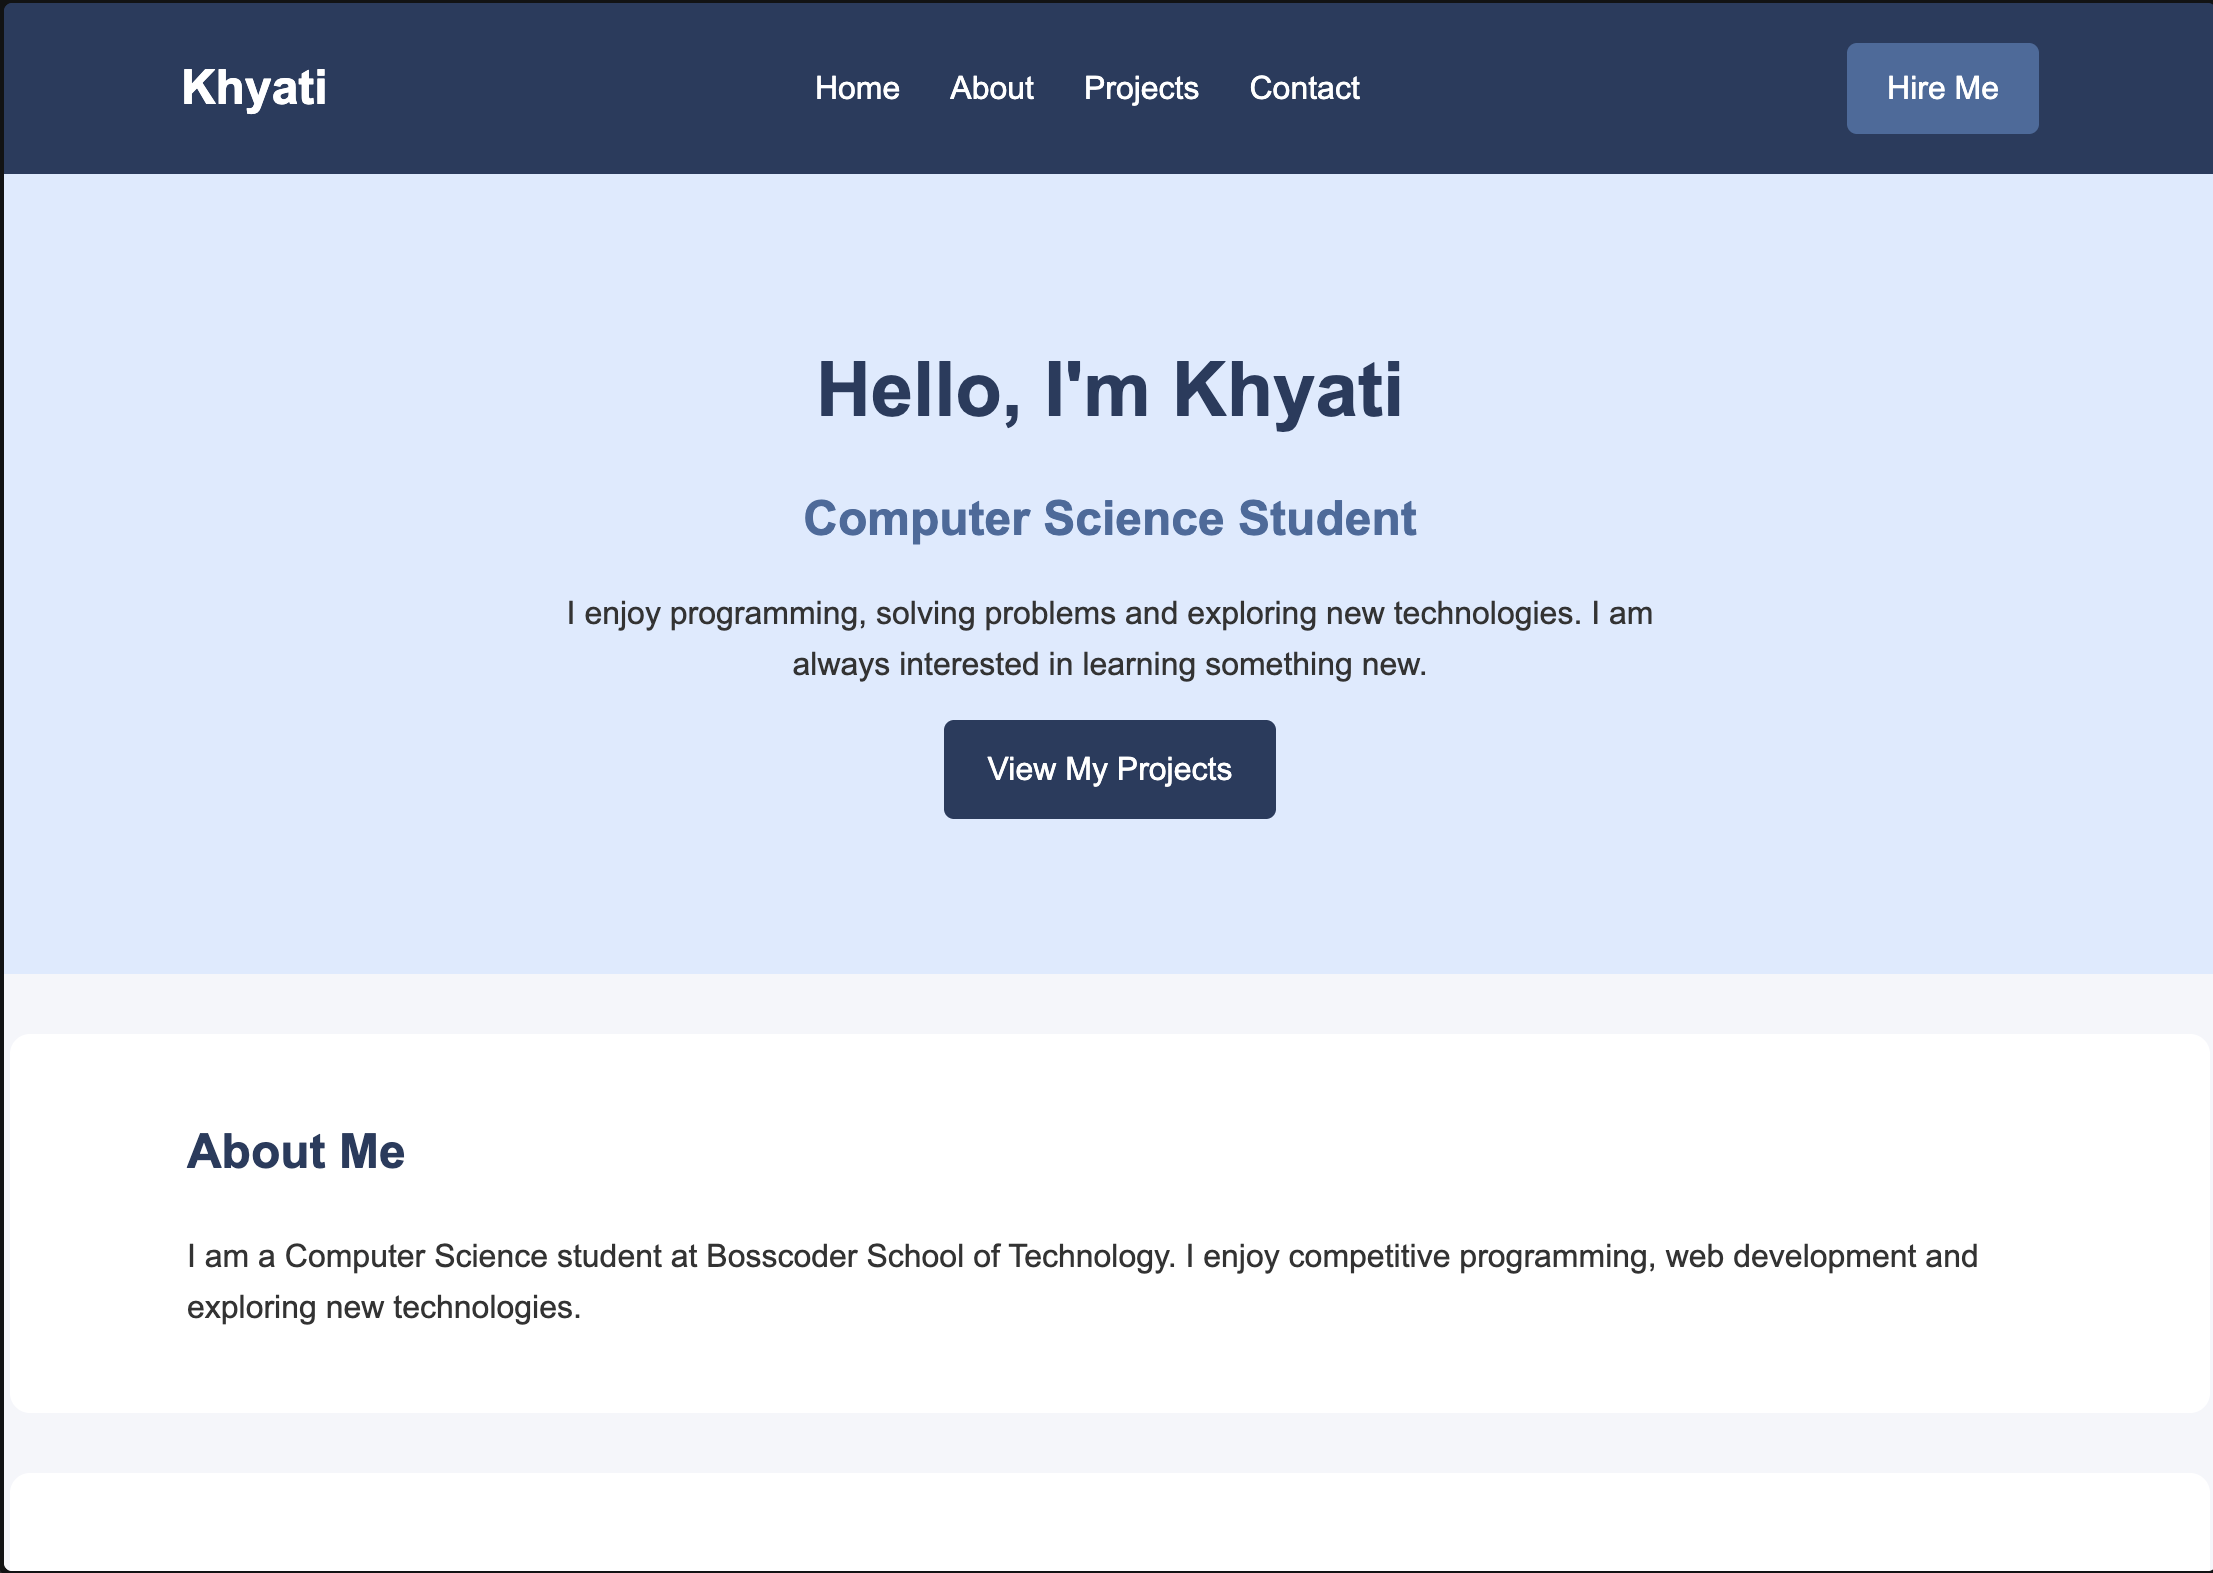 Khyati
Home About Projects Contact
Hire Me
Hello, I'm Khyati
Computer Science Student
I enjoy programming, solving problems and exploring new technologies. I am
always interested in learning something new.
View My Projects
About Me
I am a Computer Science student at Bosscoder School of Technology. I enjoy competitive programming, web development and
exploring new technologies.